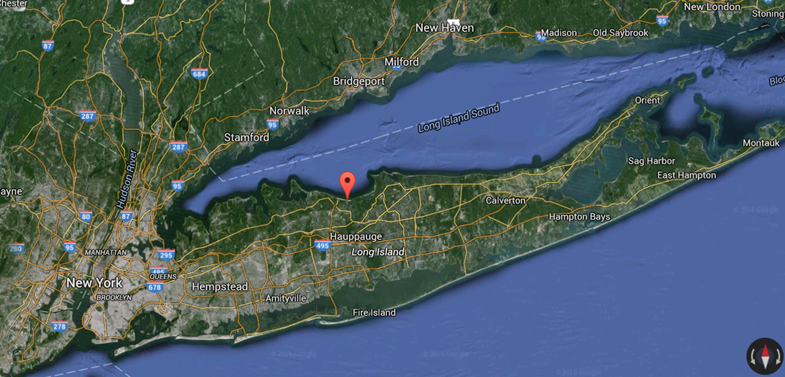 chester
New London
Stoning
95
87
New Haven
Madison
Old Saybrook
684
Milford
Bridgeport
Norwalk
95
287
Stamford
Long Island Sound
Orient
287
Hudson River
95
Montauk
Sag Harbor
East Hampton
ayne
80
87
Calverton
Hampton Bays
Hauppauge
280
95
MANHATTAN
295
495
Long Island
495
QUEENS
678
New York
BROOKLYN
Hempstead
Amityville
Fire Island
278